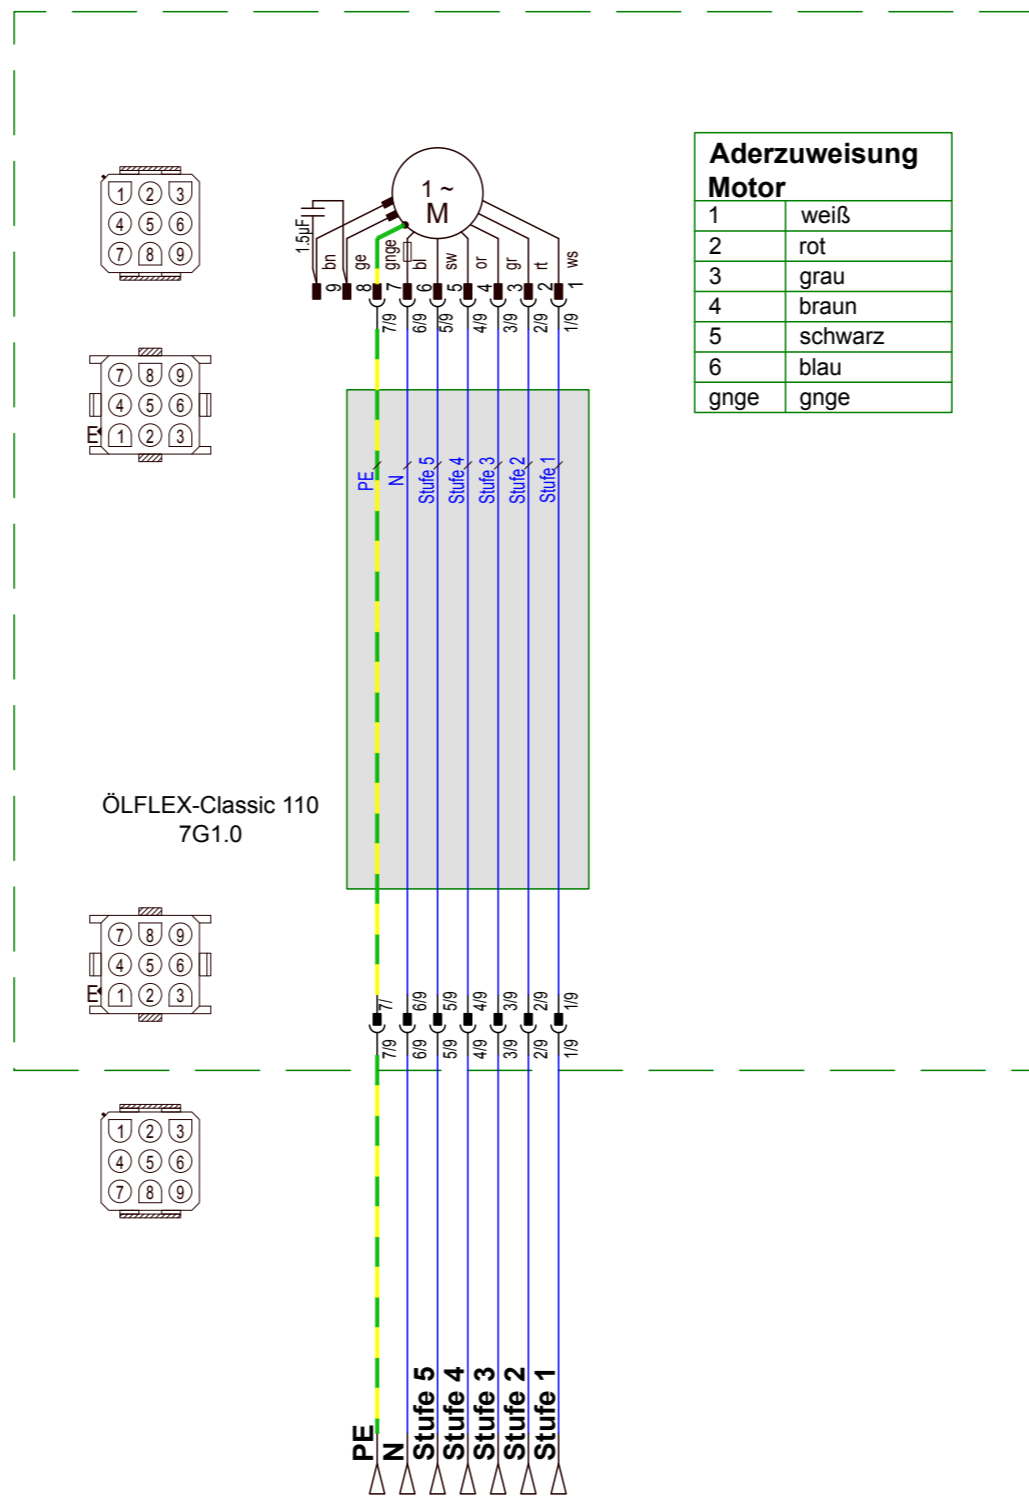 Aderzuweisung
Motor
1 weiß
2 rot
3 grau
4 braun
5 schwarz
6 blau
gnge gnge
1 2 3
4 5 6
7 8 9
1 ~
M
1.5µF
bn ge gnge bl sw or gr rt ws
9 8 7 6 5 4 3 2 1
7/9 6/9 5/9 4/9 3/9 2/9 1/9
7 8 9
4 5 6
E 1 2 3
PE N Stufe 5 Stufe 4 Stufe 3 Stufe 2 Stufe 1
ÖLFLEX-Classic 110
7G1.0
7 8 9
4 5 6
E 1 2 3
7/ 6/9 5/9 4/9 3/9 2/9 1/9
7/9 6/9 5/9 4/9 3/9 2/9 1/9
1 2 3
4 5 6
7 8 9
PE N Stufe 5 Stufe 4 Stufe 3 Stufe 2 Stufe 1